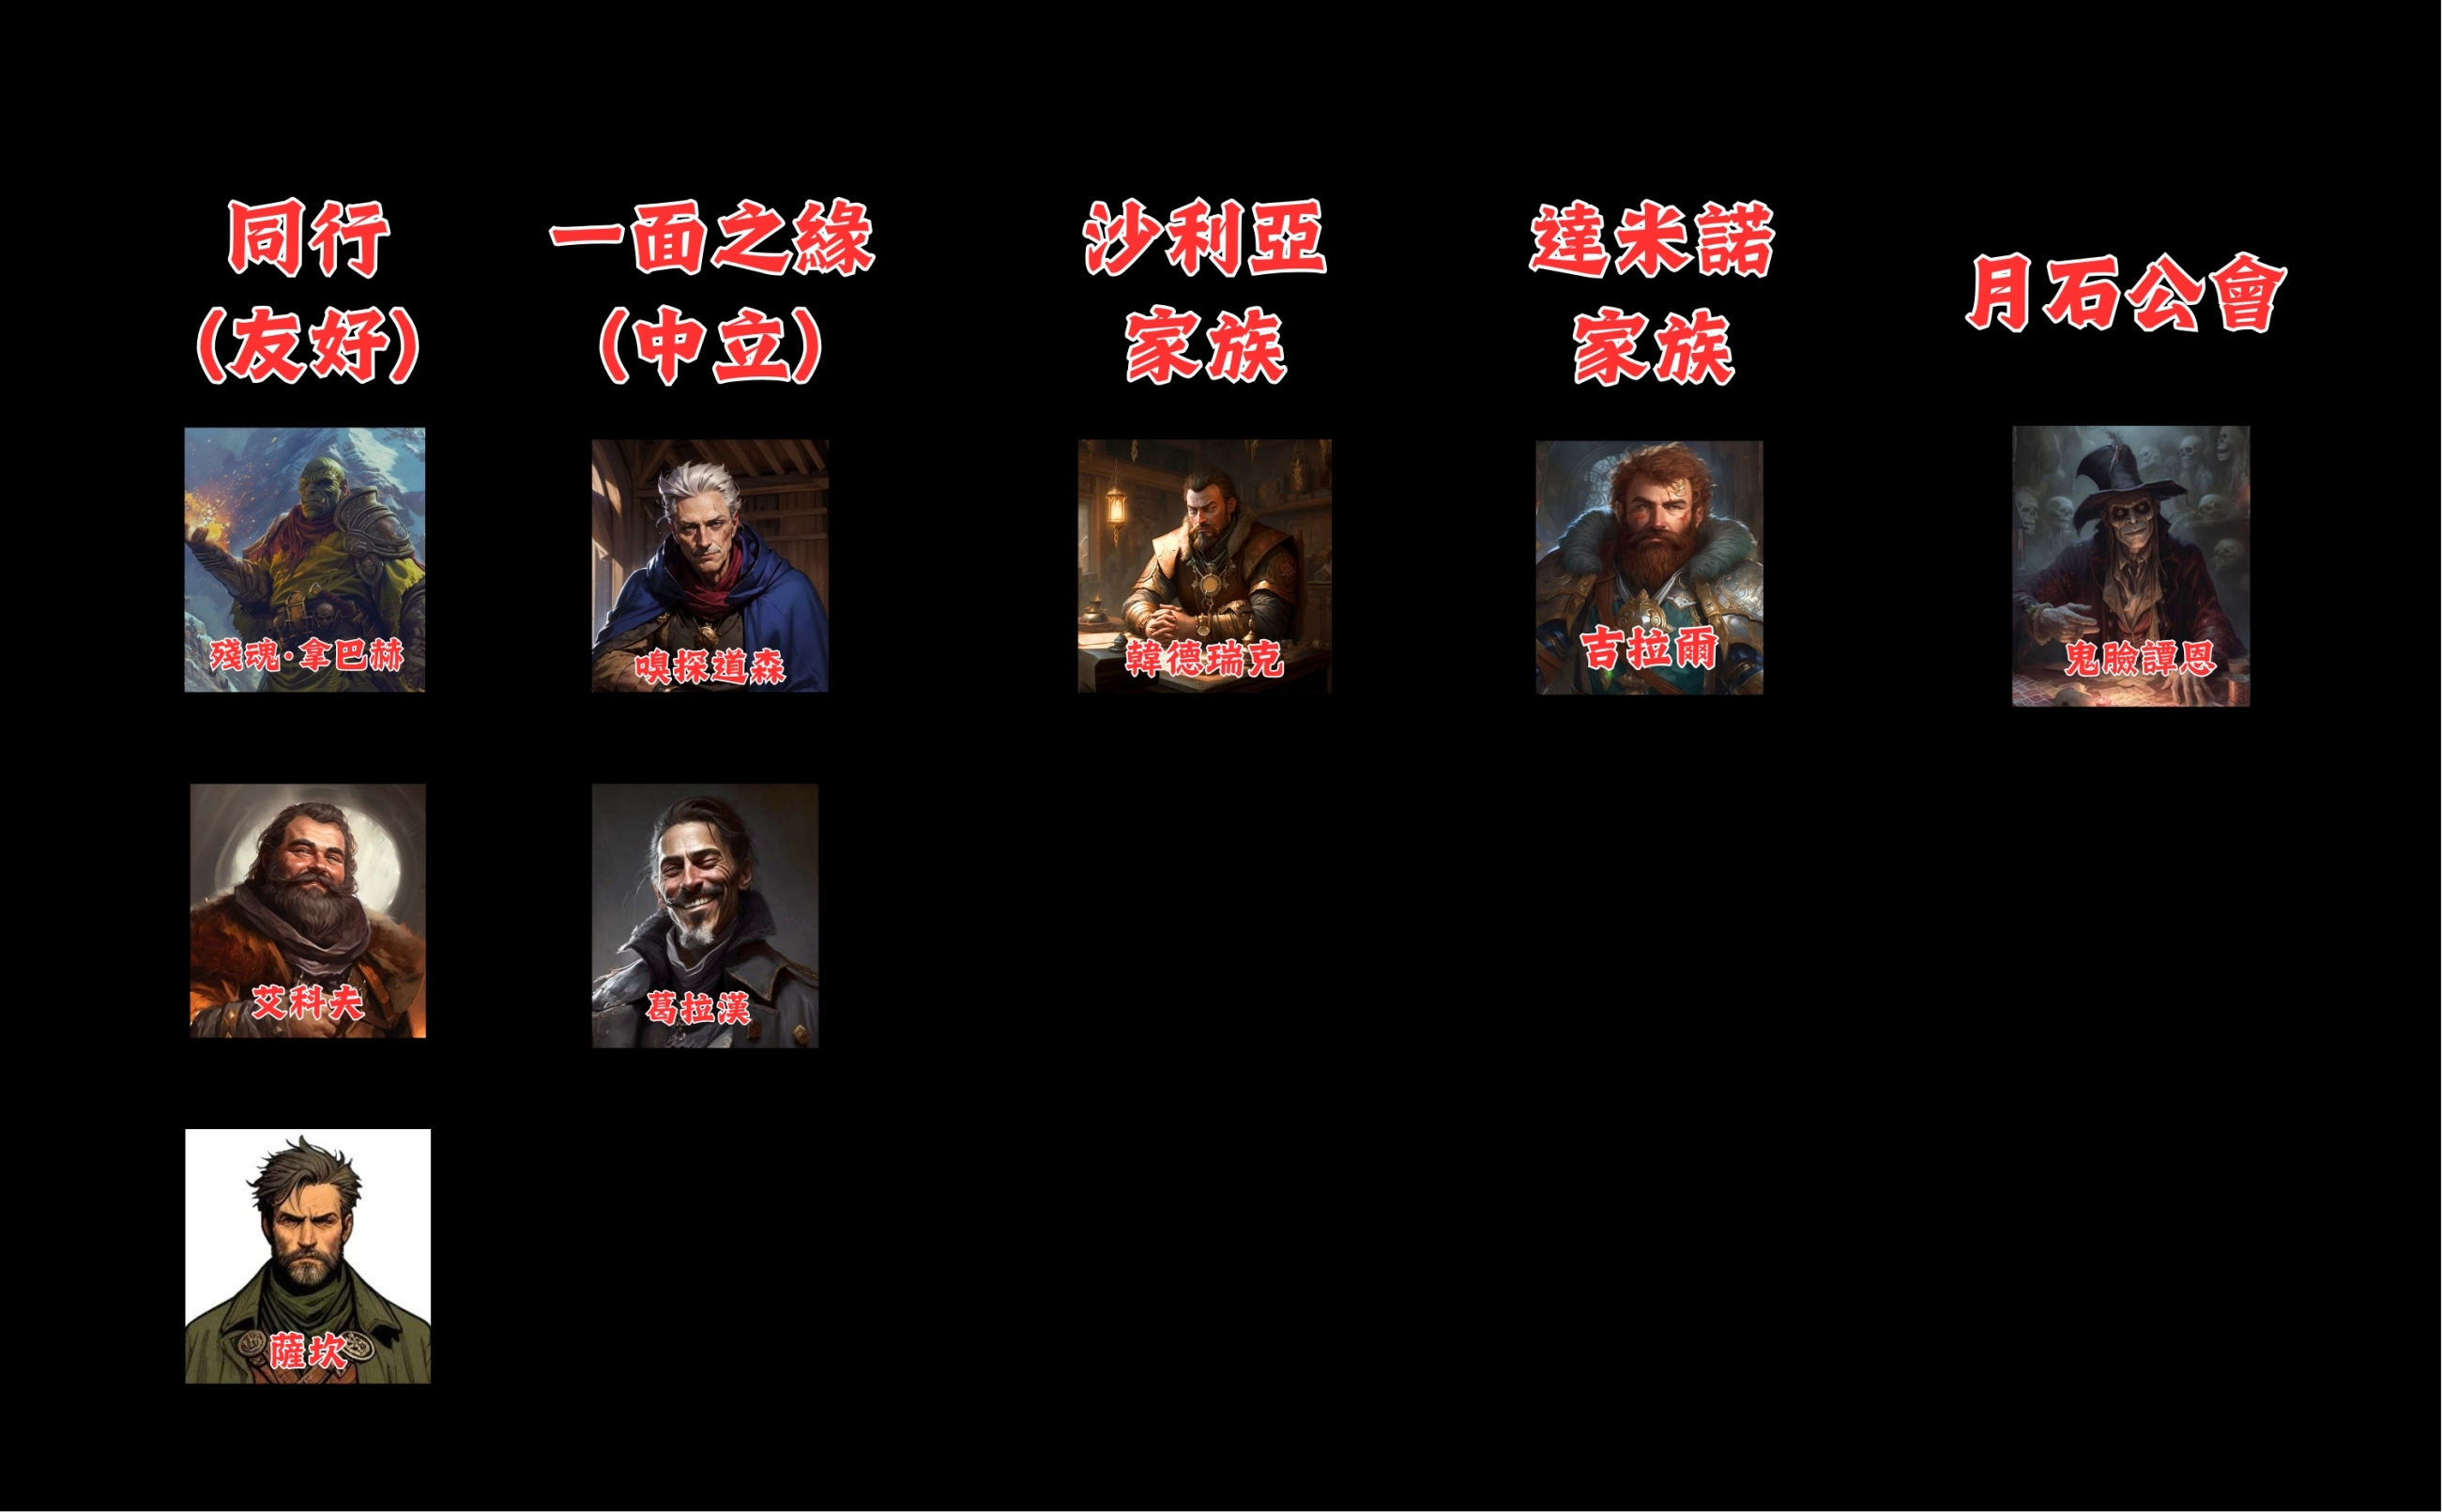 同行
(友好)
一面之緣
(中立)
沙利亞
家族
達米諾
家族
月石公會
殘魂·拿巴赫
嗅探道森
韓德瑞克
吉拉爾
鬼臉譚恩
艾科夫
葛拉漢
薩坎